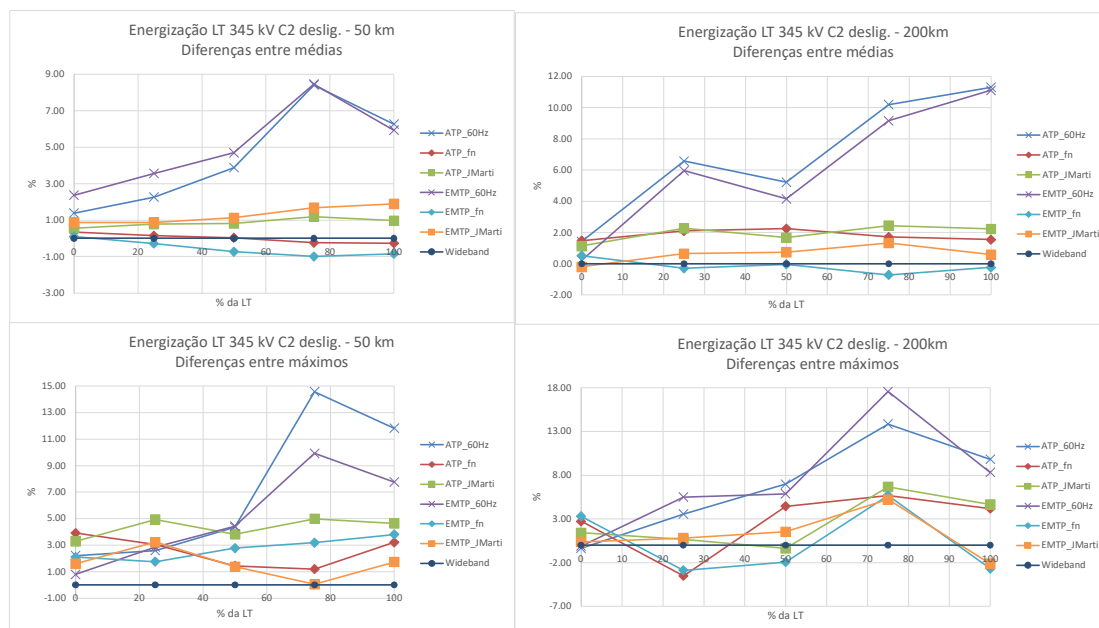 Energização LT 345 kV C2 deslig. - 50 km
Diferenças entre médias
9.00
7.00
5.00
3.00
1.00
-1.00
-3.00
%
0 20 40 60 80 100
% da LT
ATP_60Hz
ATP_fn
ATP_JMarti
EMTP_60Hz
EMTP_fn
EMTP_JMarti
Wideband
Energização LT 345 kV C2 deslig. - 200km
Diferenças entre médias
12.00
10.00
8.00
6.00
4.00
2.00
0.00
-2.00
%
0 10 20 30 40 50 60 70 80 90 100
% da LT
ATP_60Hz
ATP_fn
ATP_JMarti
EMTP_60Hz
EMTP_fn
EMTP_JMarti
Wideband
Energização LT 345 kV C2 deslig. - 50 km
Diferenças entre máximos
15.00
13.00
11.00
9.00
7.00
5.00
3.00
1.00
-1.00
%
0 20 40 60 80 100
% da LT
ATP_60Hz
ATP_fn
ATP_JMarti
EMTP_60Hz
EMTP_fn
EMTP_JMarti
Wideband
Energização LT 345 kV C2 deslig. - 200km
Diferenças entre máximos
18.00
13.00
8.00
3.00
-2.00
-7.00
%
0 10 20 30 40 50 60 70 80 90 100
% da LT
ATP_60Hz
ATP_fn
ATP_JMarti
EMTP_60Hz
EMTP_fn
EMTP_JMarti
Wideband